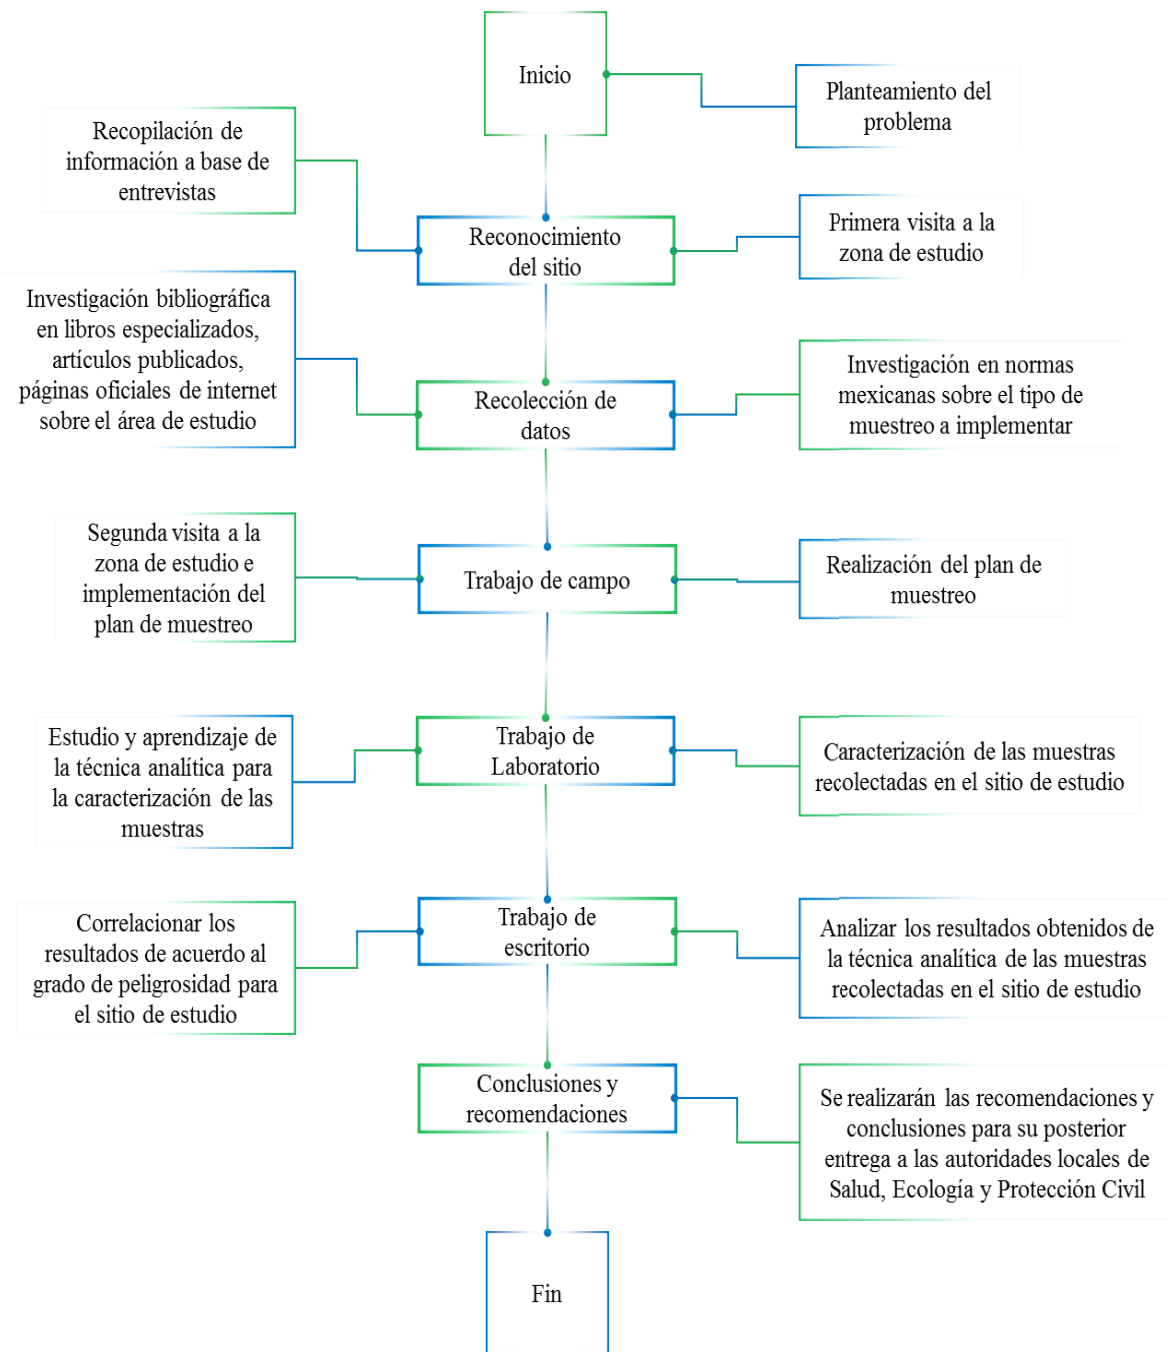 Inicio
Planteamiento del
problema
Recopilación de
información a base de
entrevistas
Reconocimiento
del sitio
Primera visita a la
zona de estudio
Investigación bibliográfica
en libros especializados,
artículos publicados,
páginas oficiales de internet
sobre el área de estudio
Recolección de
datos
Investigación en normas
mexicanas sobre el tipo de
muestreo a implementar
Segunda visita a la
zona de estudio e
implementación del
plan de muestreo
Trabajo de campo
Realización del plan de
muestreo
Estudio y aprendizaje de
la técnica analítica para
la caracterización de las
muestras
Trabajo de
Laboratorio
Caracterización de las muestras
recolectadas en el sitio de estudio
Correlacionar los
resultados de acuerdo al
grado de peligrosidad para
el sitio de estudio
Trabajo de
escritorio
Analizar los resultados obtenidos de
la técnica analítica de las muestras
recolectadas en el sitio de estudio
Conclusiones y
recomendaciones
Se realizarán las recomendaciones y
conclusiones para su posterior
entrega a las autoridades locales de
Salud, Ecología y Protección Civil
Fin